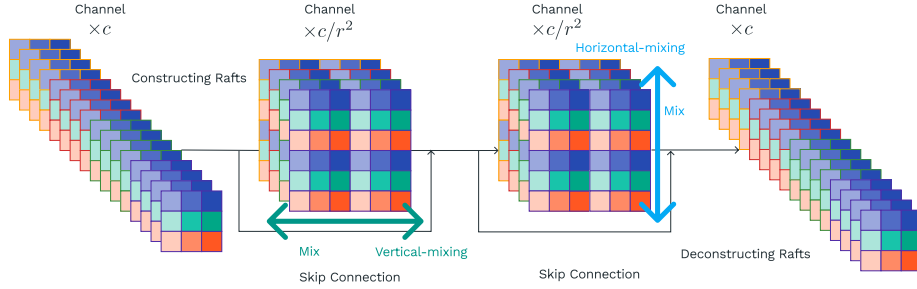 Channel
×c
Channel
×c/r²
Channel
×c/r²
Channel
×c
Constructing Rafts
Horizontal-mixing
Mix
Mix
Vertical-mixing
Skip Connection
Skip Connection
Deconstructing Rafts